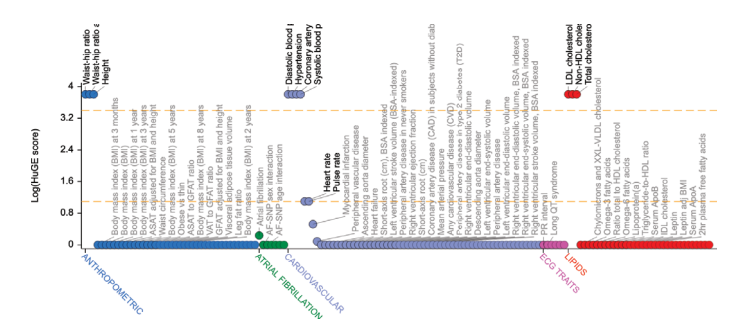 Waist-hip ratio
Waist-hip ratio a
Height
Diastolic blood p
Hypertension
Coronary artery
Systolic blood p
LDL cholesterol
Non-HDL choles
Total cholestero
Log(HuGE score)
4
3.2
2.4
1.6
0.8
0
Body mass index (BMI) at 3 months
Body mass index (BMI)
Body mass index (BMI) at 1 year
Body mass index (BMI) at 3 years
ASAT adjusted for BMI and height
Waist circumference
Body mass index (BMI) at 5 years
Obese vs thin
ASAT to GFAT ratio
Body mass index (BMI) at 8 years
VAT to GFAT ratio
GFAT adjusted for BMI and height
Visceral adipose tissue volume
Leg fat ratio
Body mass index (BMI) at 2 years
Atrial fibrillation
AF-SNP sex interaction
AF-SNP age interaction
Heart rate
Pulse rate
Myocardial infarction
Peripheral vascular disease
Ascending aorta diameter
Heart failure
Short-axis root (cm), BSA indexed
Left ventricular stroke volume (BSA-indexed)
Peripheral artery disease in never smokers
Right ventricular ejection fraction
Short-axis root (cm)
Coronary artery disease (CAD) in subjects without diab
Mean arterial pressure
Any cardiovascular disease (CVD)
Peripheral artery disease in type 2 diabetes (T2D)
Right ventricular end-diastolic volume
Descending aorta diameter
Left ventricular end-systolic volume
Peripheral artery disease
Left ventricular end-diastolic volume
Right ventricular end-diastolic volume, BSA indexed
Right ventricular end-systolic volume, BSA indexed
Right ventricular stroke volume, BSA indexed
PR interval
Long QT syndrome
Chylomicrons and XXL-VLDL cholesterol
Omega-3 fatty acids
Ratio total-HDL cholesterol
Omega-6 fatty acids
Lipoprotein(a)
Triglyceride-to-HDL ratio
Serum ApoB
IDL cholesterol
Leptin
Leptin adj BMI
Serum ApoA
2hr plasma free fatty acids
ANTHROPOMETRIC
ATRIAL FIBRILLATION
CARDIOVASCULAR
ECG TRAITS
LIPIDS